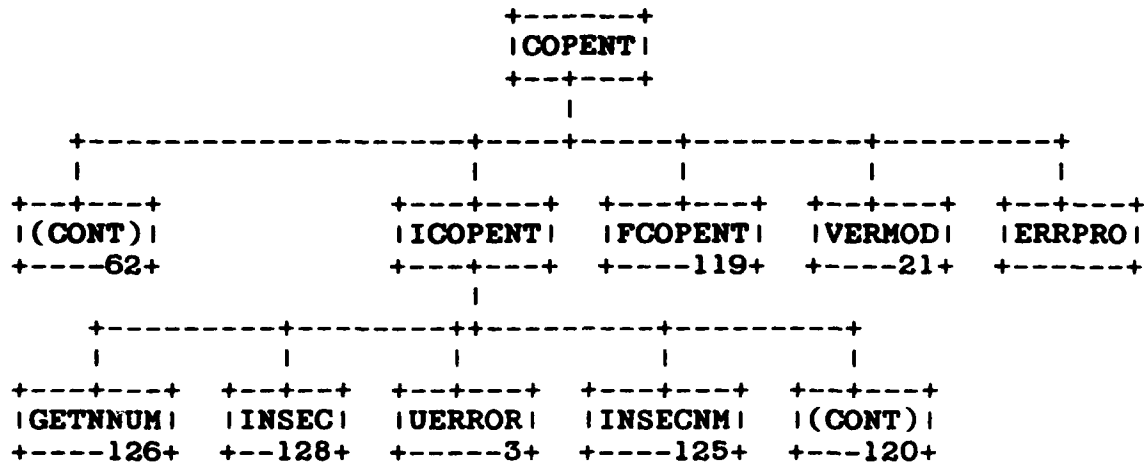 COPENT
(CONT) ICOPENT FCOPENT VERMOD ERRPRO
62 119 21
GETNNUM INSEC UERROR INSECNM (CONT)
126 128 3 125 120